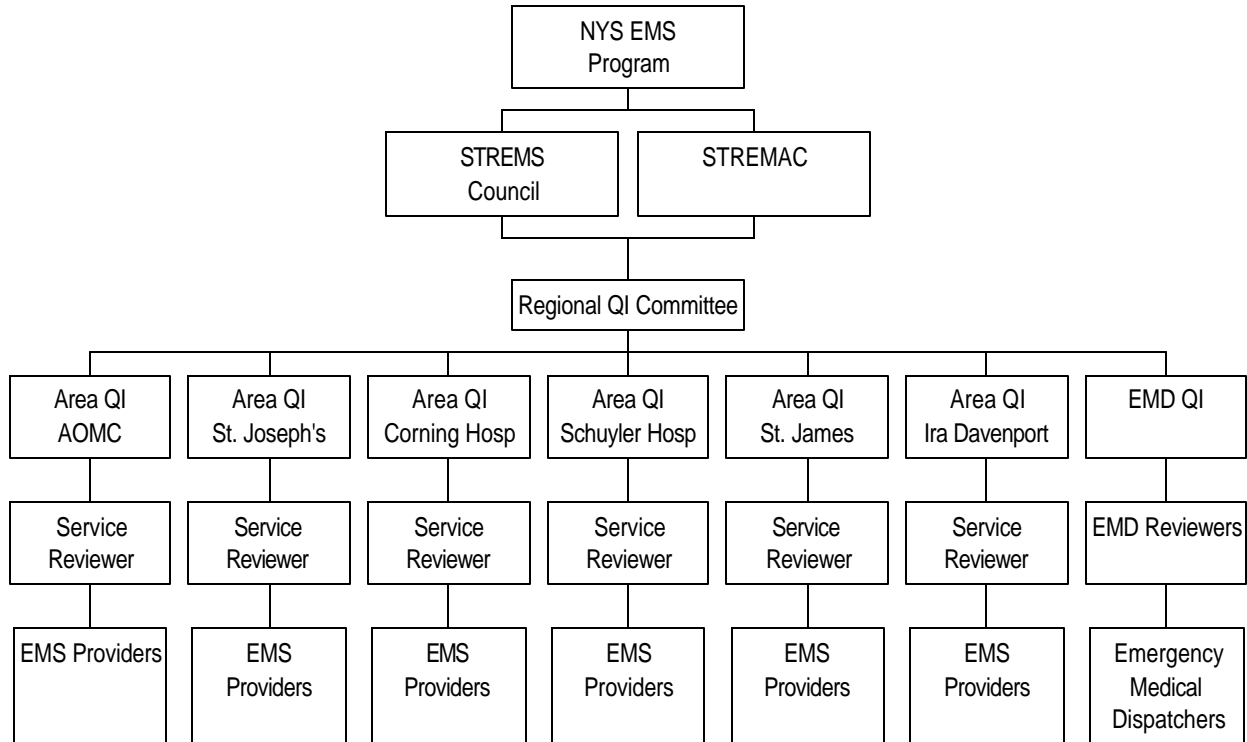 NYS EMS
Program
STREMS
Council
STREMAC
Regional QI Committee
Area QI
AOMC
Area QI
St. Joseph's
Area QI
Corning Hosp
Area QI
Schuyler Hosp
Area QI
St. James
Area QI
Ira Davenport
EMD QI
Service
Reviewer
Service
Reviewer
Service
Reviewer
Service
Reviewer
Service
Reviewer
Service
Reviewer
EMD Reviewers
EMS Providers
EMS
Providers
EMS
Providers
EMS
Providers
EMS
Providers
EMS
Providers
Emergency
Medical
Dispatchers